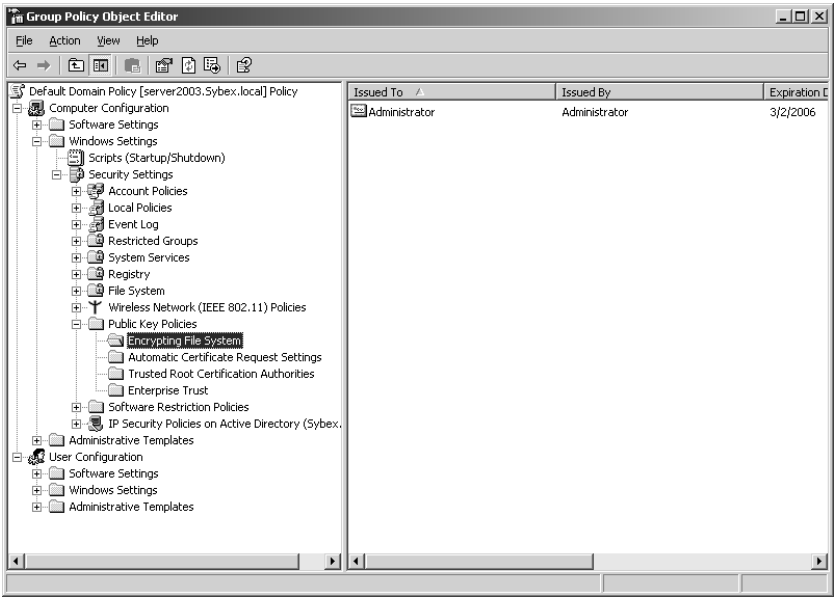 Group Policy Object Editor
File Action View Help
Default Domain Policy [server2003.Sybex.local] Policy
Computer Configuration
Software Settings
Windows Settings
Scripts (Startup/Shutdown)
Security Settings
Account Policies
Local Policies
Event Log
Restricted Groups
System Services
Registry
File System
Wireless Network (IEEE 802.11) Policies
Public Key Policies
Encrypting File System
Automatic Certificate Request Settings
Trusted Root Certification Authorities
Enterprise Trust
Software Restriction Policies
IP Security Policies on Active Directory (Sybex.
Administrative Templates
User Configuration
Software Settings
Windows Settings
Administrative Templates
Issued To Issued By Expiration D
Administrator Administrator 3/2/2006